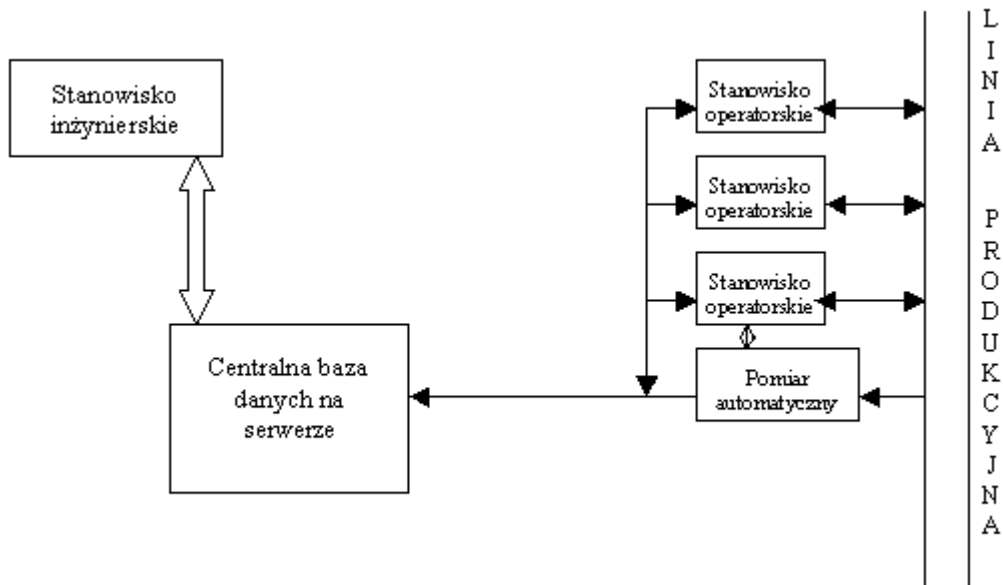 Stanowisko
inżynierskie
Centralna baza
danych na
serwerze
Stanowisko
operatorskie
Stanowisko
operatorskie
Stanowisko
operatorskie
Pomiar
automatyczny
L
I
N
I
A
P
R
O
D
U
K
C
Y
J
N
A